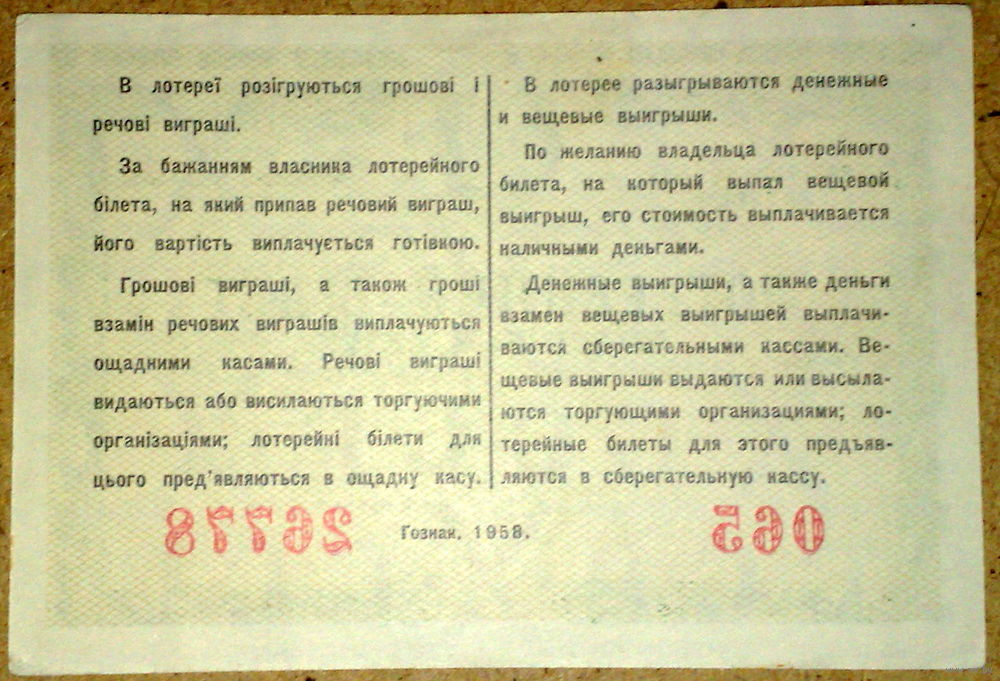 В лотереї розігруються грошові і
речові виграші.
За бажанням власника лотерейного
білета, на який припав речовий виграш,
його вартість виплачується готівкою.
Грошові виграші, а також гроші
взамін речових виграшів виплачуються
ощадними касами. Речові виграші
видаються або висилаються торгуючими
організаціями; лотерейні білети для
цього пред'являються в ощадну касу.
В лотерее разыгрываются денежные
и вещевые выигрыши.
По желанию владельца лотерейного
билета, на который выпал вещевой
выигрыш, его стоимость выплачивается
наличными деньгами.
Денежные выигрыши, а также деньги
взамен вещевых выигрышей выплачи-
ваются сберегательными кассами. Ве-
щевые выигрыши выдаются или высыла-
ются торгующими организациями; ло-
терейные билеты для этого предъяв-
ляются в сберегательную кассу.
26778
Гознак. 1958.
065